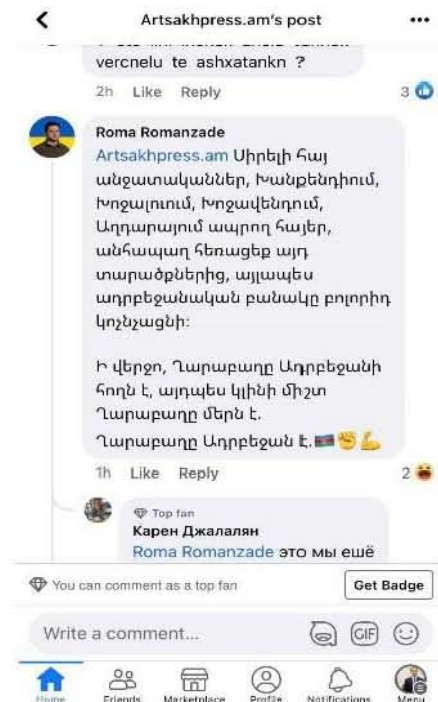 Artsakhpress.am's post
vercnelu te ashxatankn ?
2h Like Reply 3
Roma Romanzade
Artsakhpress.am Սիրելի հայ
անջատականներ, Խանքենդիում,
Խոջալուում, Խոջավենդում,
Աղդարայում ապրող հայեր,
անհապաղ հեռացեք այդ
տարածքներից, այլապես
ադրբեջանական բանակը բոլորիդ
կոչնչացնի:
Ի վերջո, Ղարաբաղը Ադրբեջանի
հողն է, այդպես կլինի միշտ
Ղարաբաղը մերն է.
Ղարաբաղը Ադրբեջան է.🇦🇿✊💪
1h Like Reply 2
Top fan
Карен Джалалян
Roma Romanzade это мы ешё
You can comment as a top fan
Get Badge
Write a comment...
GIF
Home Friends Marketplace Profile Notifications Menu